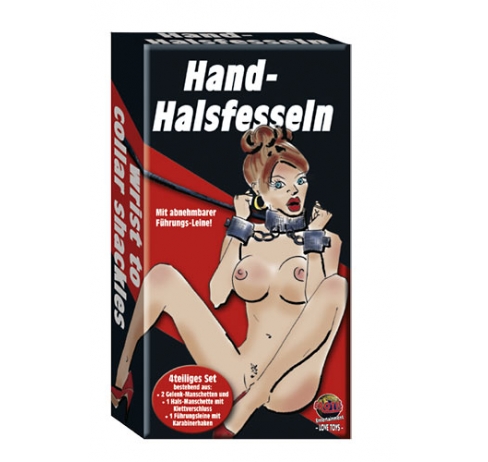 Hand-
Halsfesseln
Mit abnehmbarer
Führungs-Leine!
4teiliges Set
bestehend aus:
• 2 Gelenk-Manschetten und
• 1 Hals-Manschette mit
Klettverschluss
• 1 Führungsleine mit
Karabinerhaken
Entertainment
- LOVE TOYS -
wrist to
collar shackles